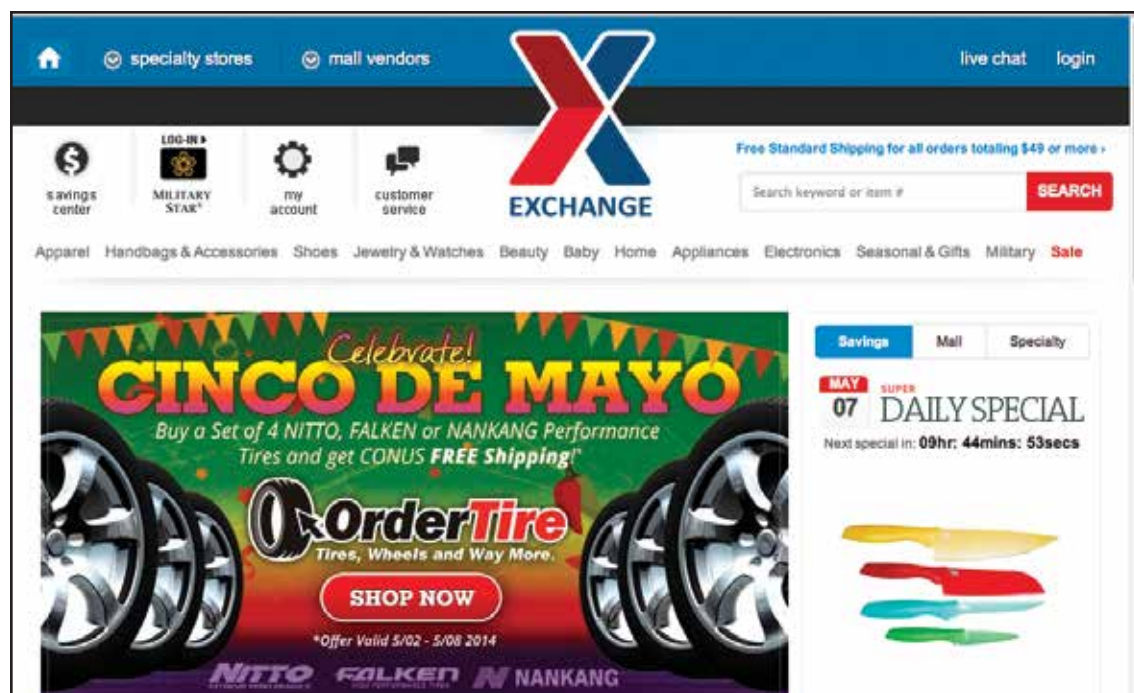 specialty stores
mall vendors
live chat
login
X
EXCHANGE
savings
center
LOG-IN
MILITARY
STAR®
my
account
customer
service
Free Standard Shipping for all orders totaling $49 or more ›
Search keyword or item #
SEARCH
Apparel Handbags & Accessories Shoes Jewelry & Watches Beauty Baby Home Appliances Electronics Seasonal & Gifts Military Sale
Celebrate!
CINCO DE MAYO
Buy a Set of 4 NITTO, FALKEN or NANKANG Performance
Tires and get CONUS FREE Shipping!*
OrderTire
Tires, Wheels and Way More.
SHOP NOW
*Offer Valid 5/02 - 5/08 2014
NITTO
FALKEN
NANKANG
Savings Mall Specialty
MAY
07
SUPER
DAILY SPECIAL
Next special in: 09hr: 44mins: 53secs